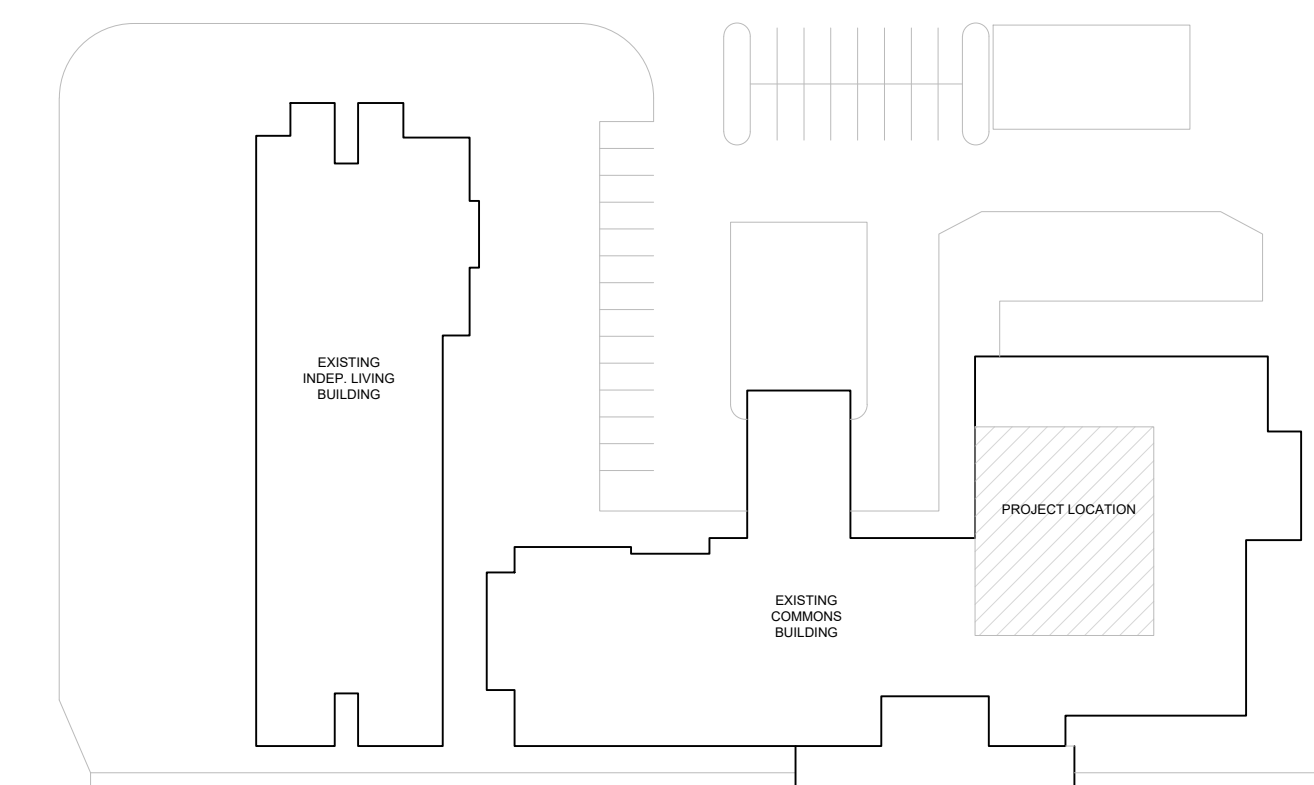 EXISTING
INDEP. LIVING
BUILDING
PROJECT LOCATION
EXISTING
COMMONS
BUILDING